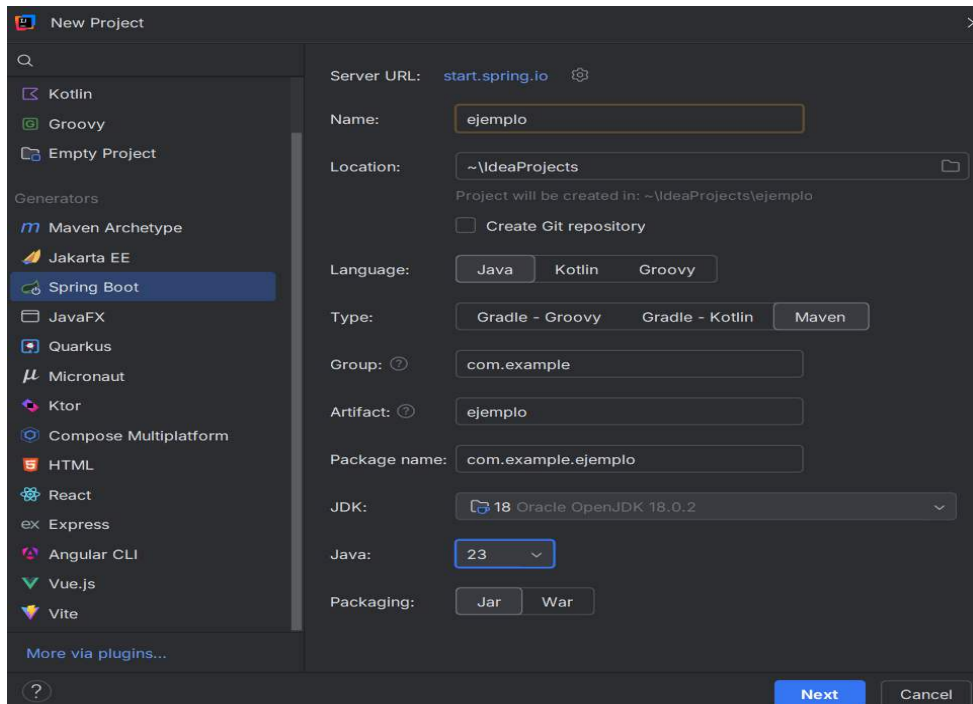 New Project
Kotlin
Groovy
Empty Project
Generators
Maven Archetype
Jakarta EE
Spring Boot
JavaFX
Quarkus
Micronaut
Ktor
Compose Multiplatform
HTML
React
ex Express
Angular CLI
Vue.js
Vite
More via plugins...
?
Server URL: start.spring.io
Name: ejemplo
Location: ~\IdeaProjects
Project will be created in: ~\IdeaProjects\ejemplo
Create Git repository
Language: Java Kotlin Groovy
Type: Gradle - Groovy Gradle - Kotlin Maven
Group: ? com.example
Artifact: ? ejemplo
Package name: com.example.ejemplo
JDK: 18 Oracle OpenJDK 18.0.2
Java: 23
Packaging: Jar War
Next Cancel